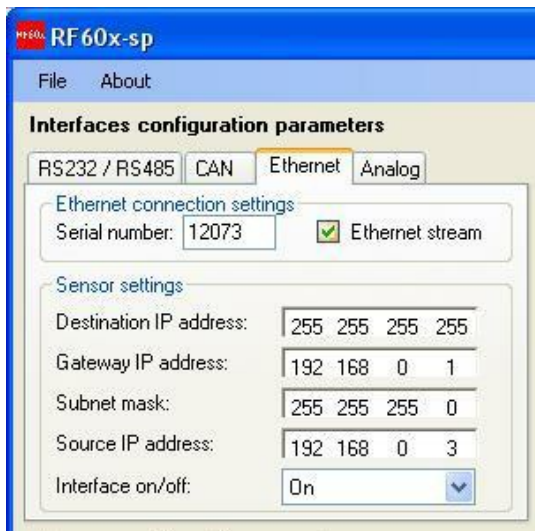 RF60x RF60x-sp
File About
Interfaces configuration parameters
RS232 / RS485 CAN Ethernet Analog
Ethernet connection settings
Serial number: 12073 Ethernet stream
Sensor settings
Destination IP address: 255 255 255 255
Gateway IP address: 192 168 0 1
Subnet mask: 255 255 255 0
Source IP address: 192 168 0 3
Interface on/off: On